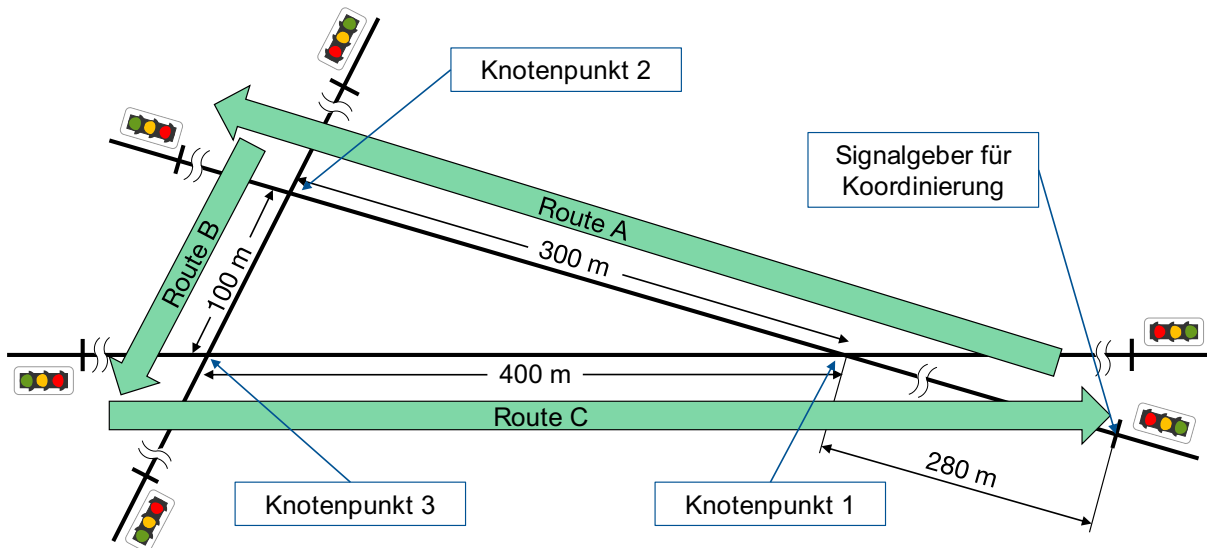 Knotenpunkt 2
Signalgeber für
Koordinierung
Route A
300 m
Route B
100 m
400 m
Route C
280 m
Knotenpunkt 3
Knotenpunkt 1